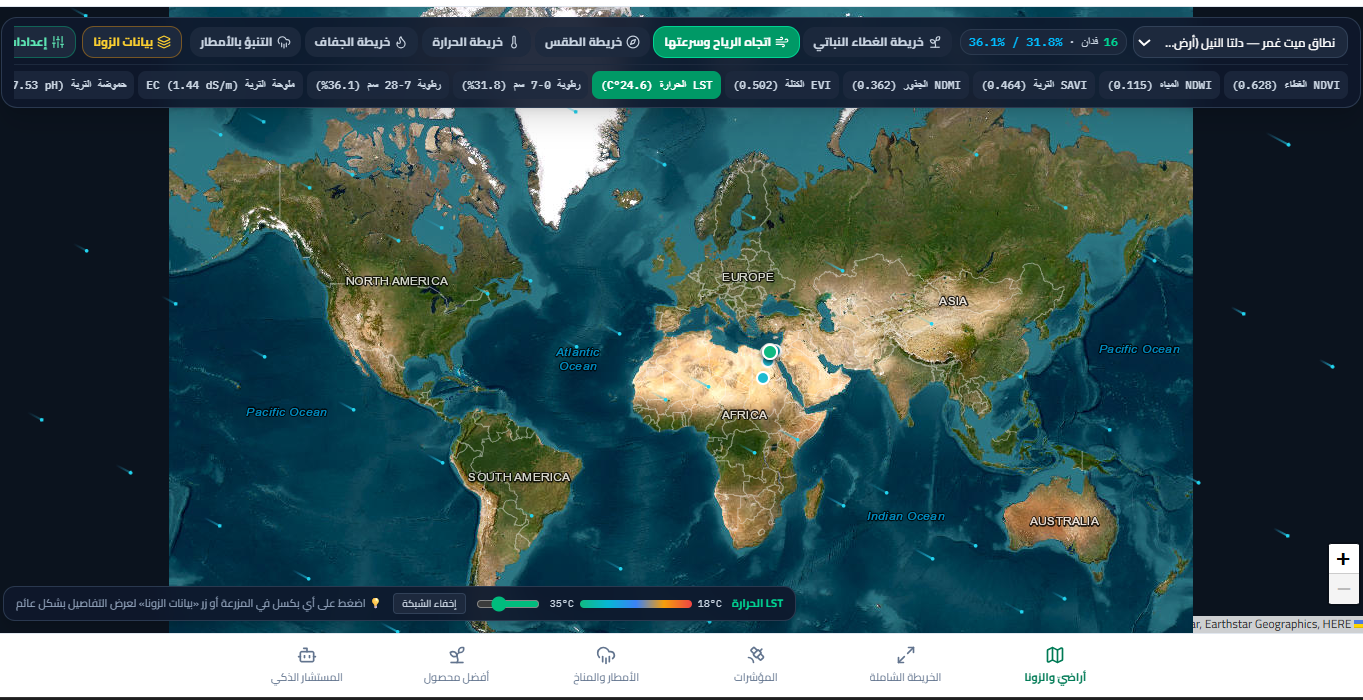 نطاق ميت غمر — دلتا النيل (أرض...
16 فدان · 31.8% / 36.1%
خريطة الغطاء النباتي
اتجاه الرياح وسرعتها
خريطة الطقس
خريطة الحرارة
خريطة الجفاف
التنبؤ بالأمطار
بيانات الزونا
إعدادات
NDVI الغطاء (0.628)
NDWI المياه (0.115)
SAVI التربة (0.464)
NDMI الجذور (0.362)
EVI الكتلة (0.502)
LST الحرارة (24.6°C)
رطوبة 0-7 سم (31.8%)
رطوبة 7-28 سم (36.1%)
ملوحة التربة EC (1.44 dS/m)
حموضة التربة (pH 7.53
NORTH AMERICA
EUROPE
ASIA
Atlantic
Ocean
Pacific Ocean
Pacific Ocean
AFRICA
SOUTH AMERICA
Indian Ocean
AUSTRALIA
+
−
LST الحرارة
18°C
35°C
إخفاء الشبكة
💡 اضغط على أي بكسل في المزرعة أو زر «بيانات الزونا» لعرض التفاصيل بشكل عائم
ar, Earthstar Geographics, HERE
أراضي والزونا
الخريطة الشاملة
المؤشرات
الأمطار والمناخ
أفضل محصول
المستشار الذكي